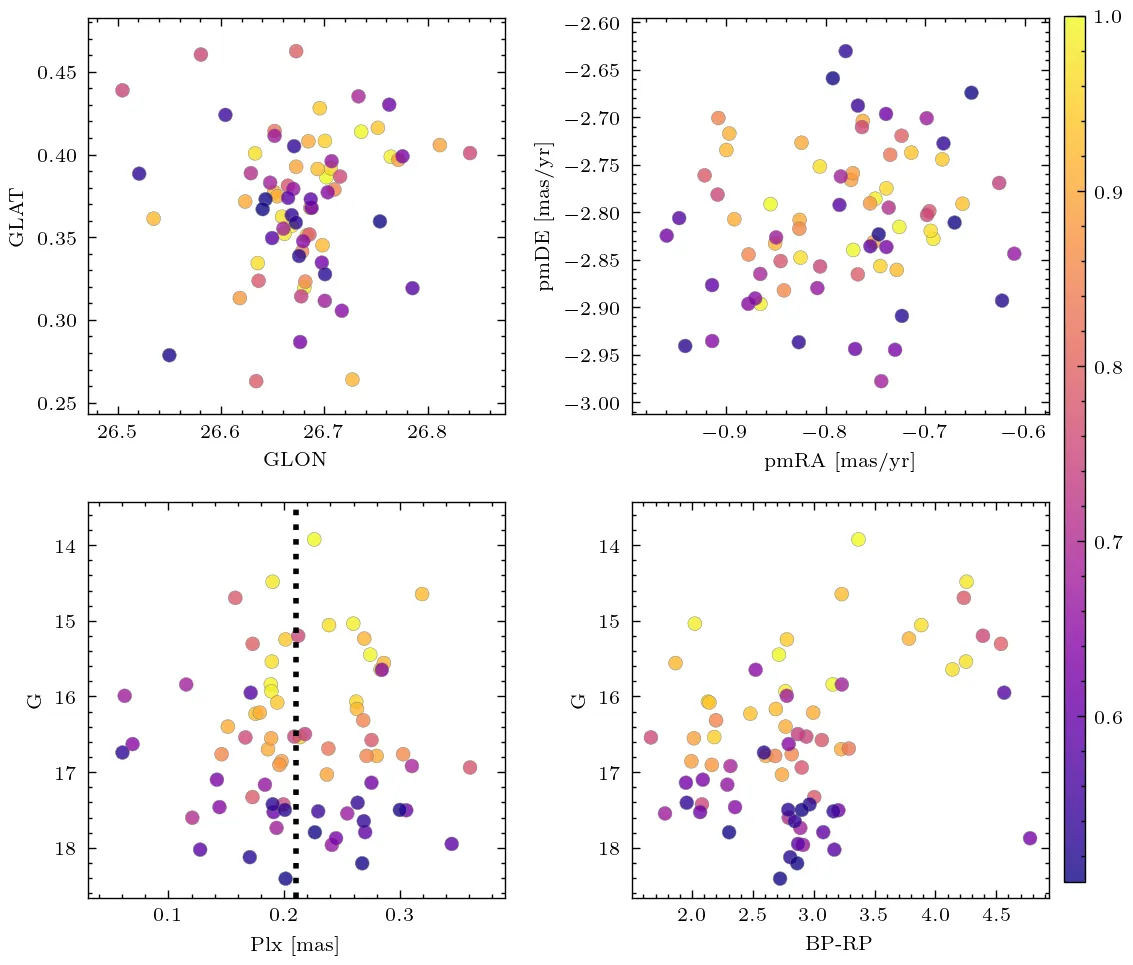 0.45
0.40
0.35
0.30
0.25
GLAT
26.5 26.6 26.7 26.8
GLON
−2.60
−2.65
−2.70
−2.75
−2.80
−2.85
−2.90
−2.95
−3.00
pmDE [mas/yr]
−0.9 −0.8 −0.7 −0.6
pmRA [mas/yr]
14
15
16
17
18
G
0.1 0.2 0.3
Plx [mas]
14
15
16
17
18
G
2.0 2.5 3.0 3.5 4.0 4.5
BP-RP
1.0
0.9
0.8
0.7
0.6